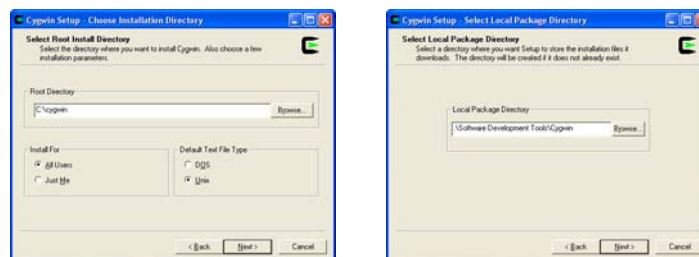 Cygwin Setup - Choose Installation Directory
Select Root Install Directory
Select the directory where you want to install Cygwin. Also choose a few
installation parameters.
Root Directory
C:\cygwin
Browse...
Install For
All Users
Just Me
Default Text File Type
DOS
Unix
< Back
Next >
Cancel
Cygwin Setup - Select Local Package Directory
Select Local Package Directory
Select a directory where you want Setup to store the installation files it
downloads. The directory will be created if it does not already exist.
Local Package Directory
.\Software Development Tools\Cygwin
Browse...
< Back
Next >
Cancel